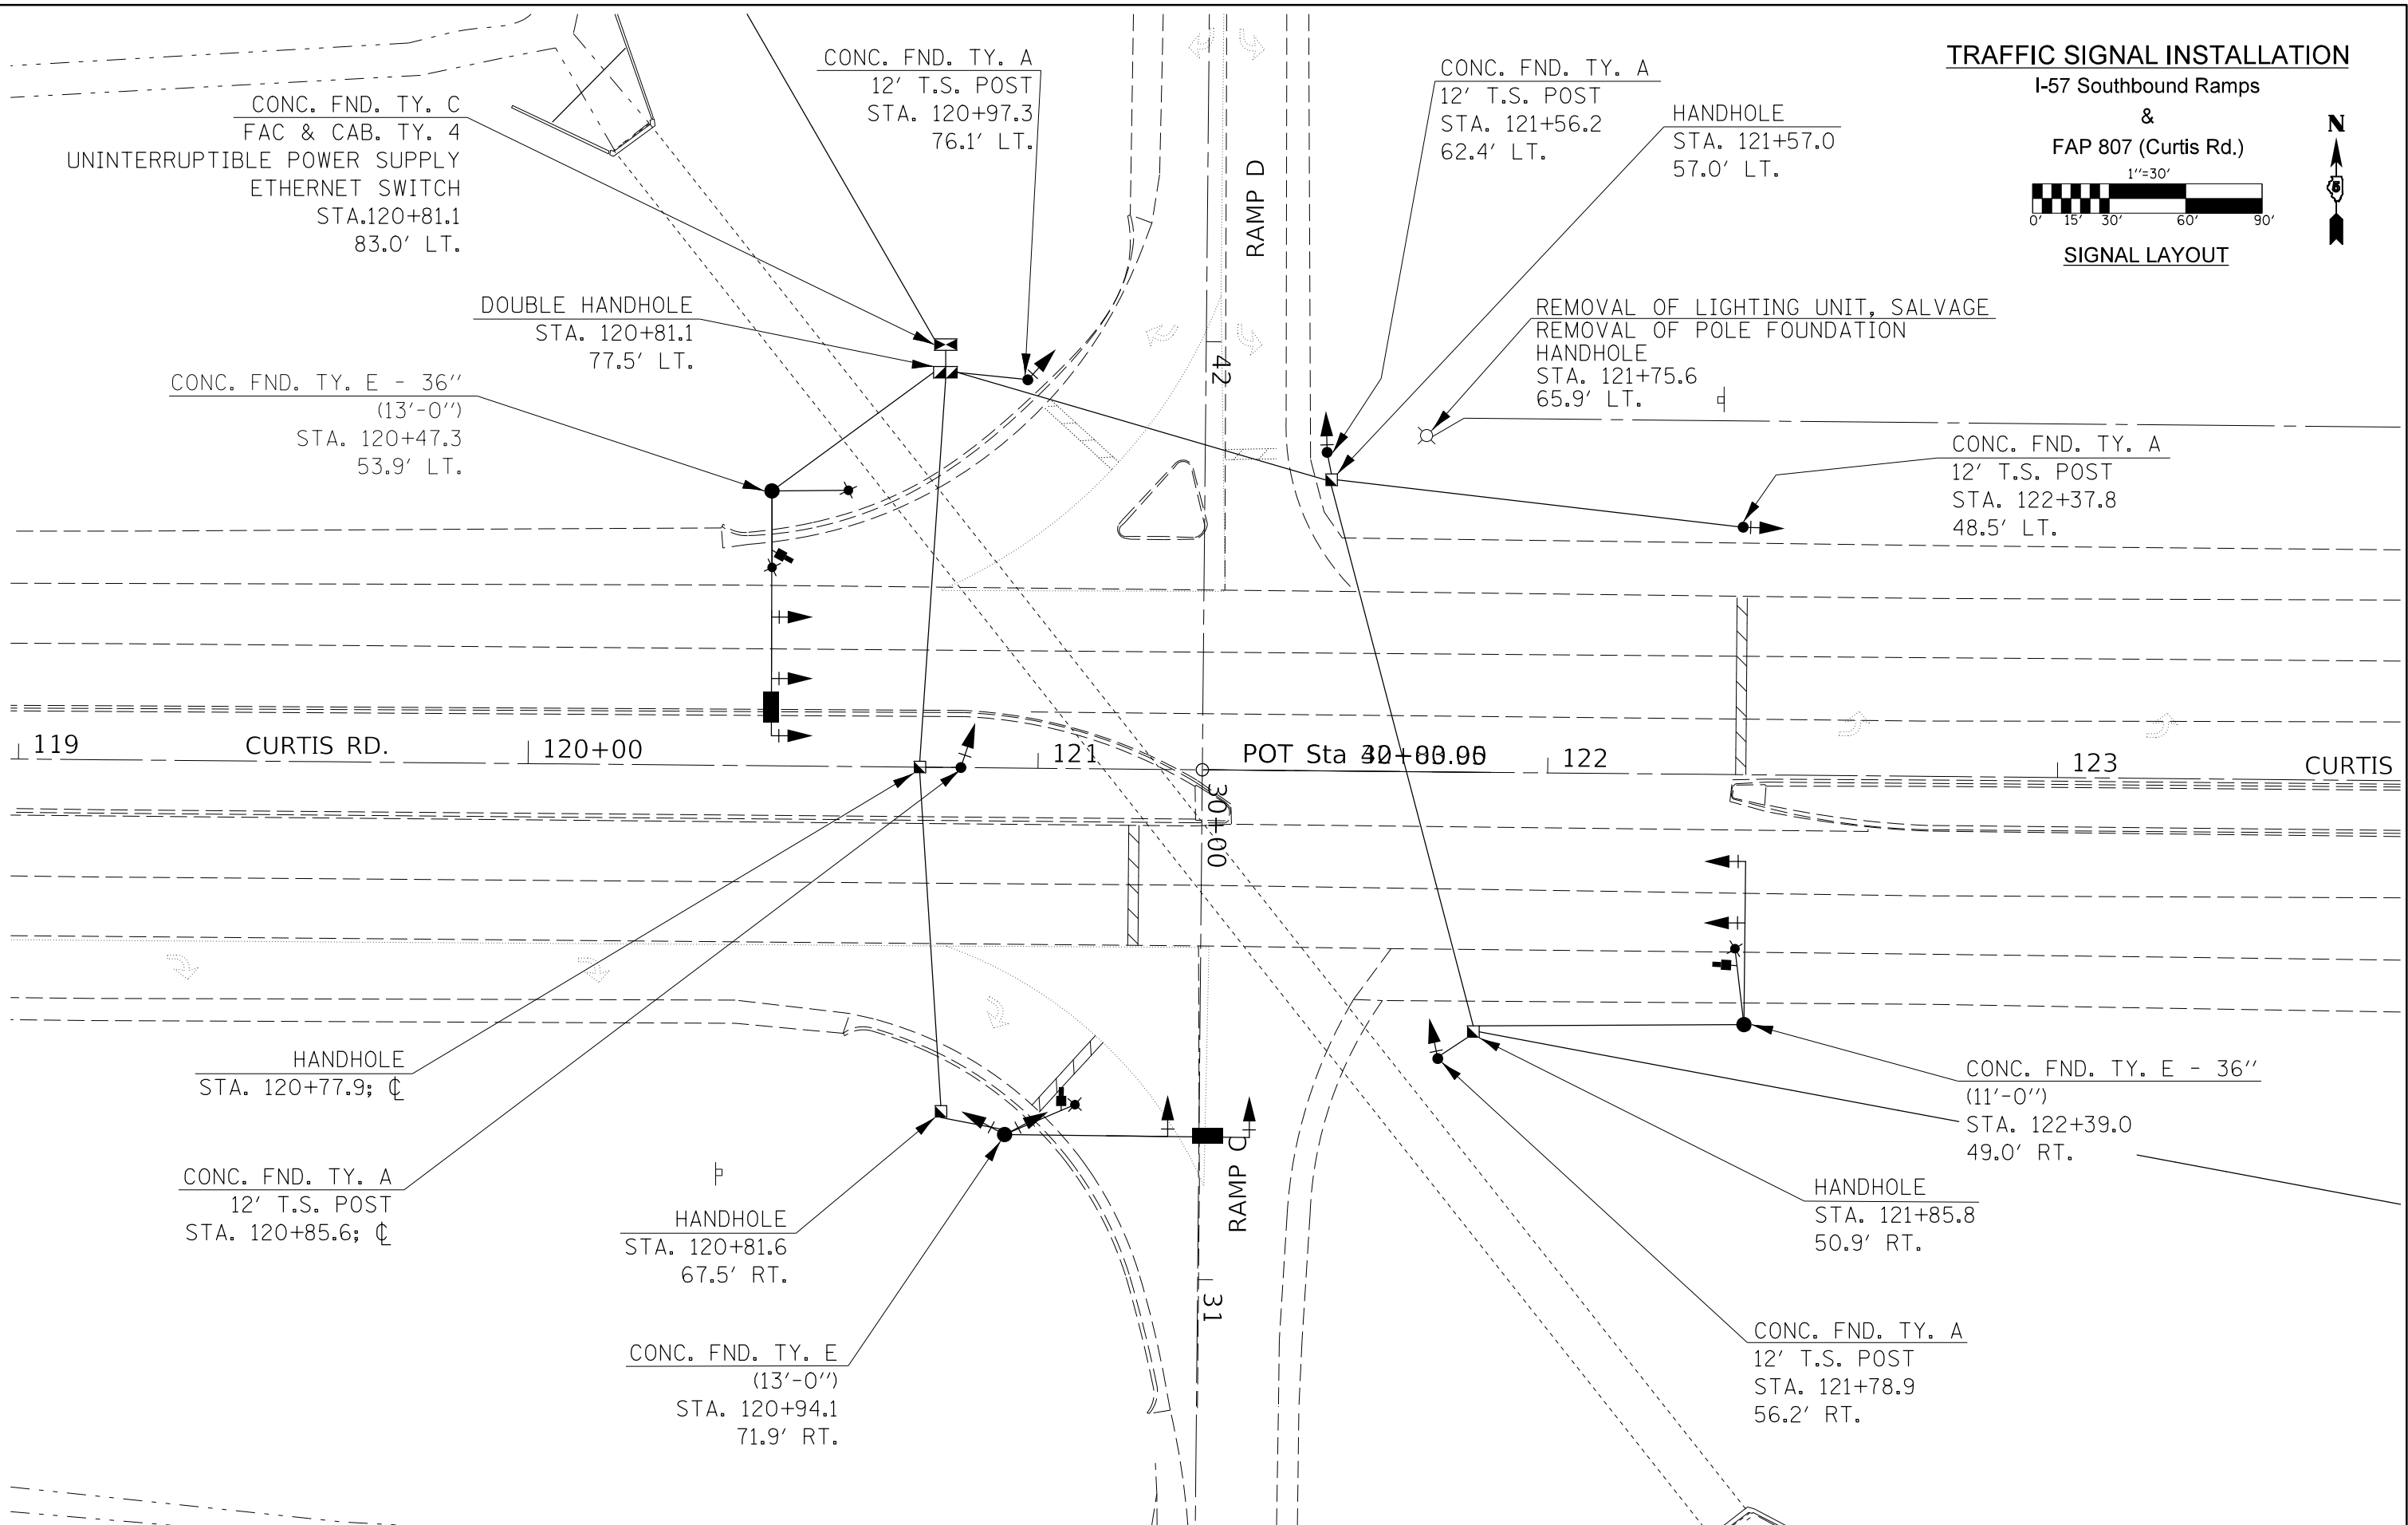 TRAFFIC SIGNAL INSTALLATION
I-57 Southbound Ramps
&
FAP 807 (Curtis Rd.)
1"=30'
0' 15' 30' 60' 90'
SIGNAL LAYOUT
N
CONC. FND. TY. C
FAC & CAB. TY. 4
UNINTERRUPTIBLE POWER SUPPLY
ETHERNET SWITCH
STA.120+81.1
83.0' LT.
CONC. FND. TY. A
12' T.S. POST
STA. 120+97.3
76.1' LT.
CONC. FND. TY. A
12' T.S. POST
STA. 121+56.2
62.4' LT.
HANDHOLE
STA. 121+57.0
57.0' LT.
RAMP D
DOUBLE HANDHOLE
STA. 120+81.1
77.5' LT.
REMOVAL OF LIGHTING UNIT, SALVAGE
REMOVAL OF POLE FOUNDATION
HANDHOLE
STA. 121+75.6
65.9' LT.
CONC. FND. TY. E - 36"
(13'-0")
STA. 120+47.3
53.9' LT.
42
CONC. FND. TY. A
12' T.S. POST
STA. 122+37.8
48.5' LT.
119
CURTIS RD.
120+00
121
POT Sta
122
123
CURTIS
30+00
HANDHOLE
STA. 120+77.9; ℄
CONC. FND. TY. A
12' T.S. POST
STA. 120+85.6; ℄
HANDHOLE
STA. 120+81.6
67.5' RT.
CONC. FND. TY. E
(13'-0")
STA. 120+94.1
71.9' RT.
RAMP C
31
CONC. FND. TY. E - 36"
(11'-0")
STA. 122+39.0
49.0' RT.
HANDHOLE
STA. 121+85.8
50.9' RT.
CONC. FND. TY. A
12' T.S. POST
STA. 121+78.9
56.2' RT.